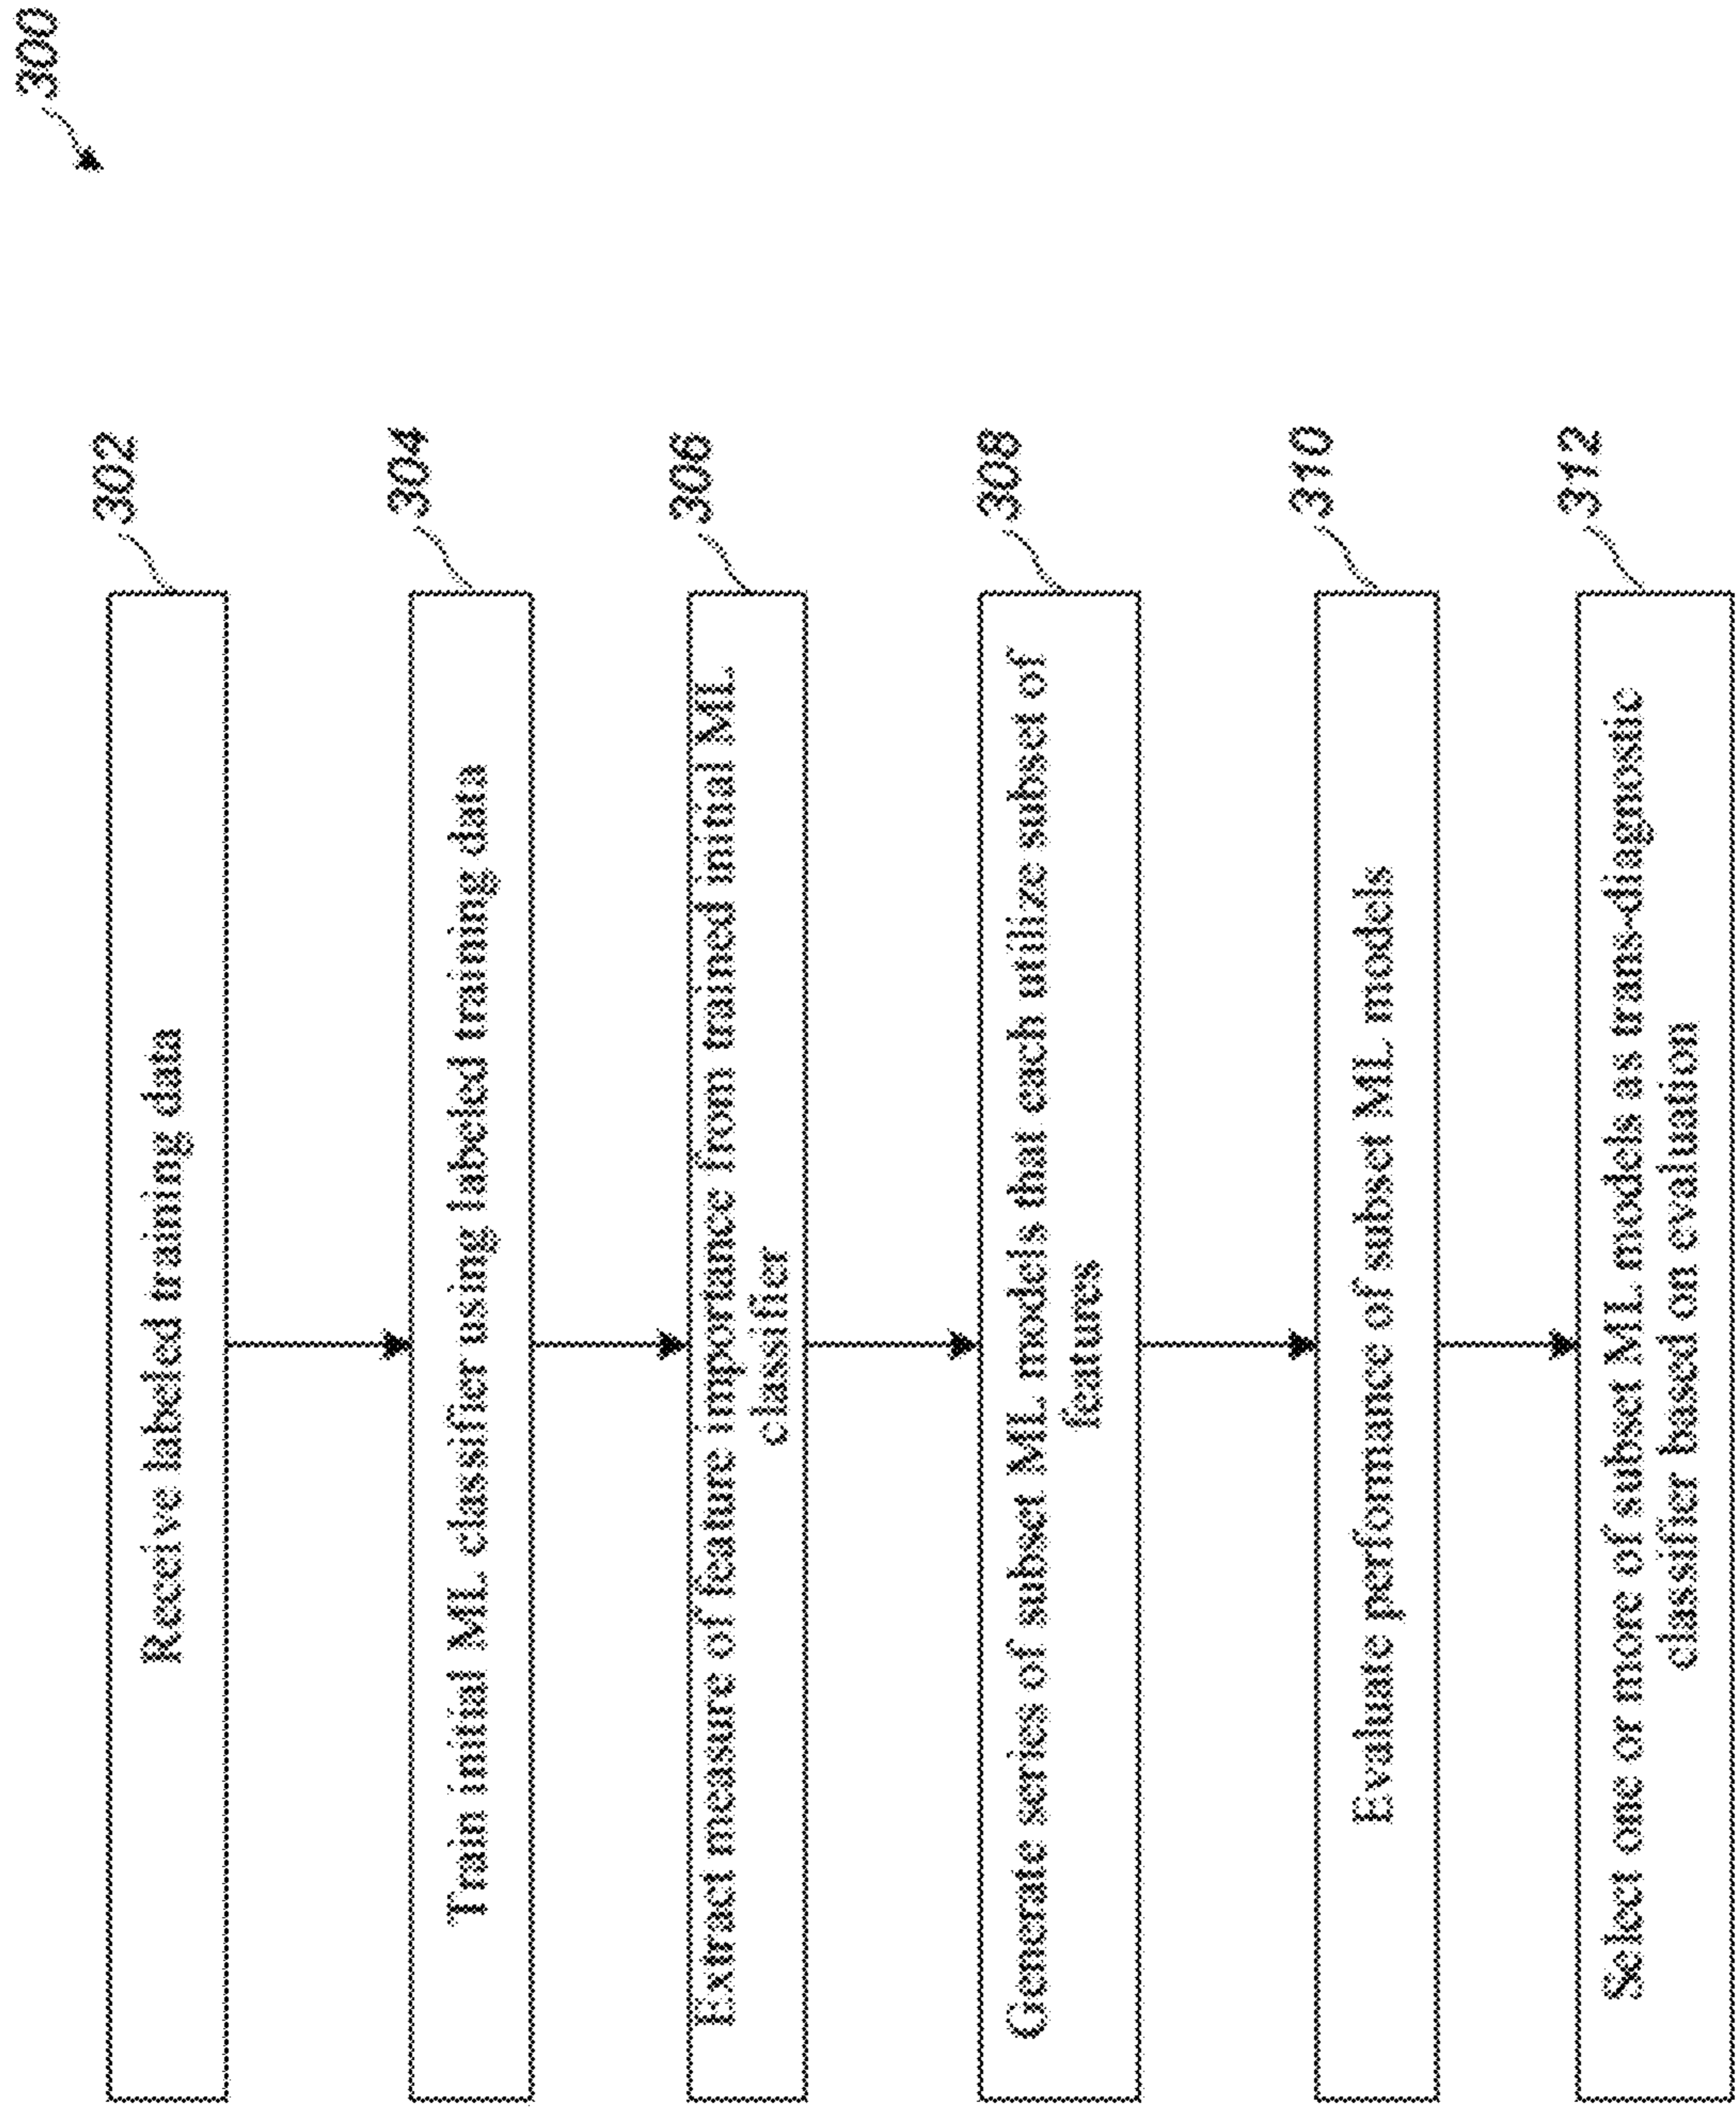 300
302
Receive labeled training data
304
Train initial ML classifier using labeled training data
306
Extract measure of feature importance from trained initial ML
classifier
308
Generate series of subset ML models that each utilize subset of
features
310
Evaluate performance of subset ML models
312
Select one or more of subset ML models as trans-diagnostic
classifier based on evaluation